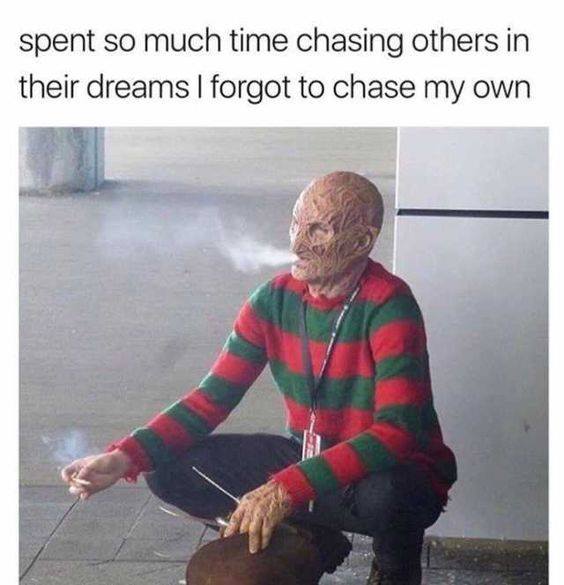 spent so much time chasing others in
their dreams I forgot to chase my own